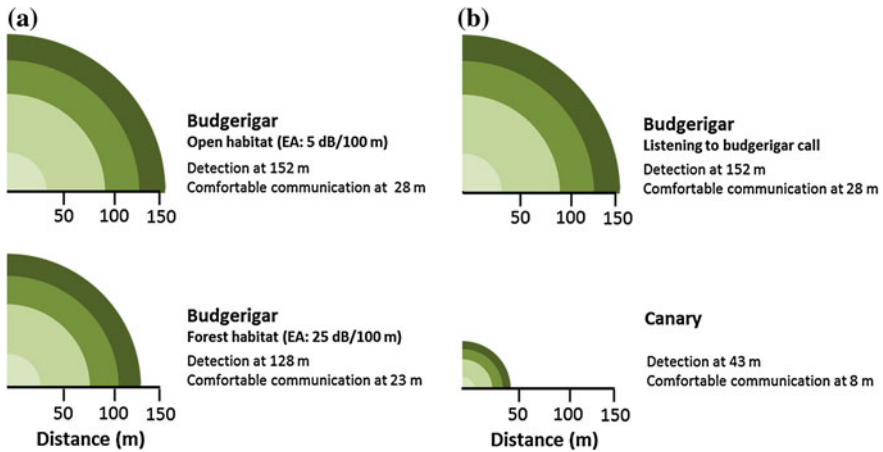 (a)
Budgerigar
Open habitat (EA: 5 dB/100 m)
Detection at 152 m
Comfortable communication at 28 m
50 100 150
Budgerigar
Forest habitat (EA: 25 dB/100 m)
Detection at 128 m
Comfortable communication at 23 m
50 100 150
Distance (m)
(b)
Budgerigar
Listening to budgerigar call
Detection at 152 m
Comfortable communication at 28 m
50 100 150
Canary
Detection at 43 m
Comfortable communication at 8 m
50 100 150
Distance (m)